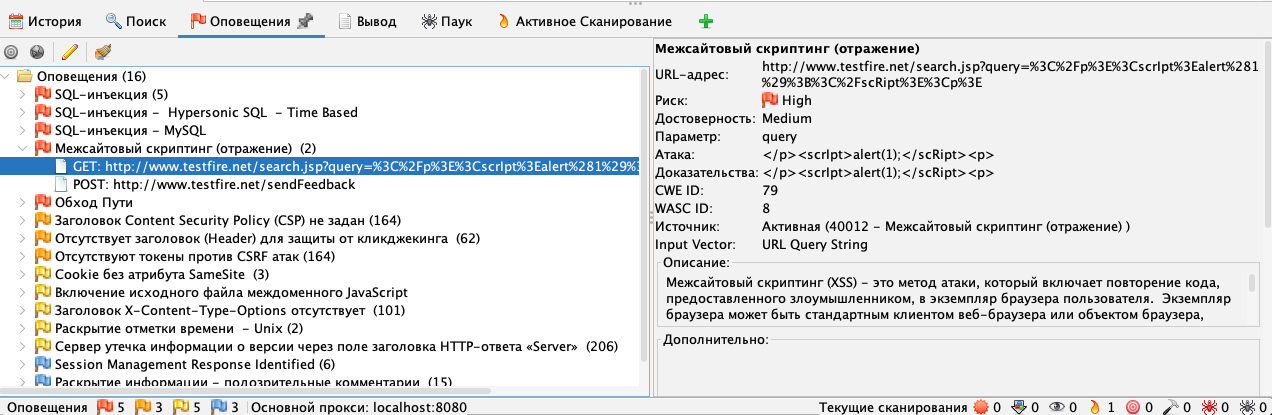 История Поиск Оповещения Вывод Паук Активное Сканирование
Оповещения (16)
SQL-инъекция (5)
SQL-инъекция - Hypersonic SQL - Time Based
SQL-инъекция - MySQL
Межсайтовый скриптинг (отражение) (2)
GET: http://www.testfire.net/search.jsp?query=%3C%2Fp%3E%3CscrIpt%3Ealert%281%29%3
POST: http://www.testfire.net/sendFeedback
Обход Пути
Заголовок Content Security Policy (CSP) не задан (164)
Отсутствует заголовок (Header) для защиты от кликджекинга (62)
Отсутствуют токены против CSRF атак (164)
Cookie без атрибута SameSite (3)
Включение исходного файла междоменного JavaScript
Заголовок X-Content-Type-Options отсутствует (101)
Раскрытие отметки времени - Unix (2)
Сервер утечка информации о версии через поле заголовка HTTP-ответа «Server» (206)
Session Management Response Identified (6)
Раскрытие информации - подозрительные комментарии (15)
Межсайтовый скриптинг (отражение)
URL-адрес: http://www.testfire.net/search.jsp?query=%3C%2Fp%3E%3CscrIpt%3Ealert%281
%29%3B%3C%2FscRipt%3E%3Cp%3E
Риск: High
Достоверность: Medium
Параметр: query
Атака: </p><scrIpt>alert(1);</scRipt><p>
Доказательства: </p><scrIpt>alert(1);</scRipt><p>
CWE ID: 79
WASC ID: 8
Источник: Активная (40012 - Межсайтовый скриптинг (отражение) )
Input Vector: URL Query String
Описание:
Межсайтовый скриптинг (XSS) - это метод атаки, который включает повторение кода,
предоставленного злоумышленником, в экземпляр браузера пользователя. Экземпляр
браузера может быть стандартным клиентом веб-браузера или объектом браузера,
Дополнительно:
Оповещения 5 3 5 3 Основной прокси: localhost:8080 Текущие сканирования 0 0 0 1 0 0 0 0